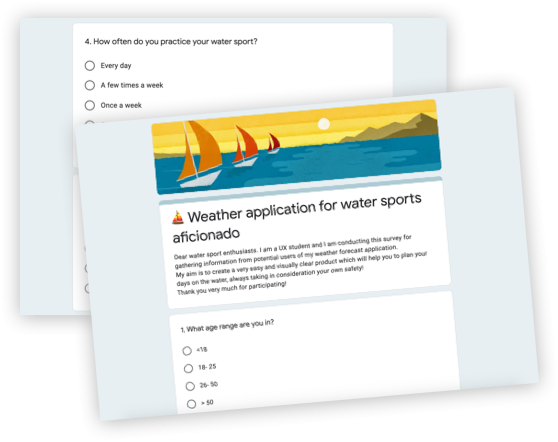 4. How often do you practice your water sport?
Every day
A few times a week
Once a week
Weather application for water sports
aficionado
Dear water sport enthusiasts. I am a UX student and I am conducting this survey for
gathering information from potential users of my weather forecast application.
My aim is to create a very easy and visually clear product which will help you to plan your
days on the water, always taking in consideration your own safety!
Thank you very much for participating!
1. What age range are you in?
<18
18- 25
26- 50
> 50